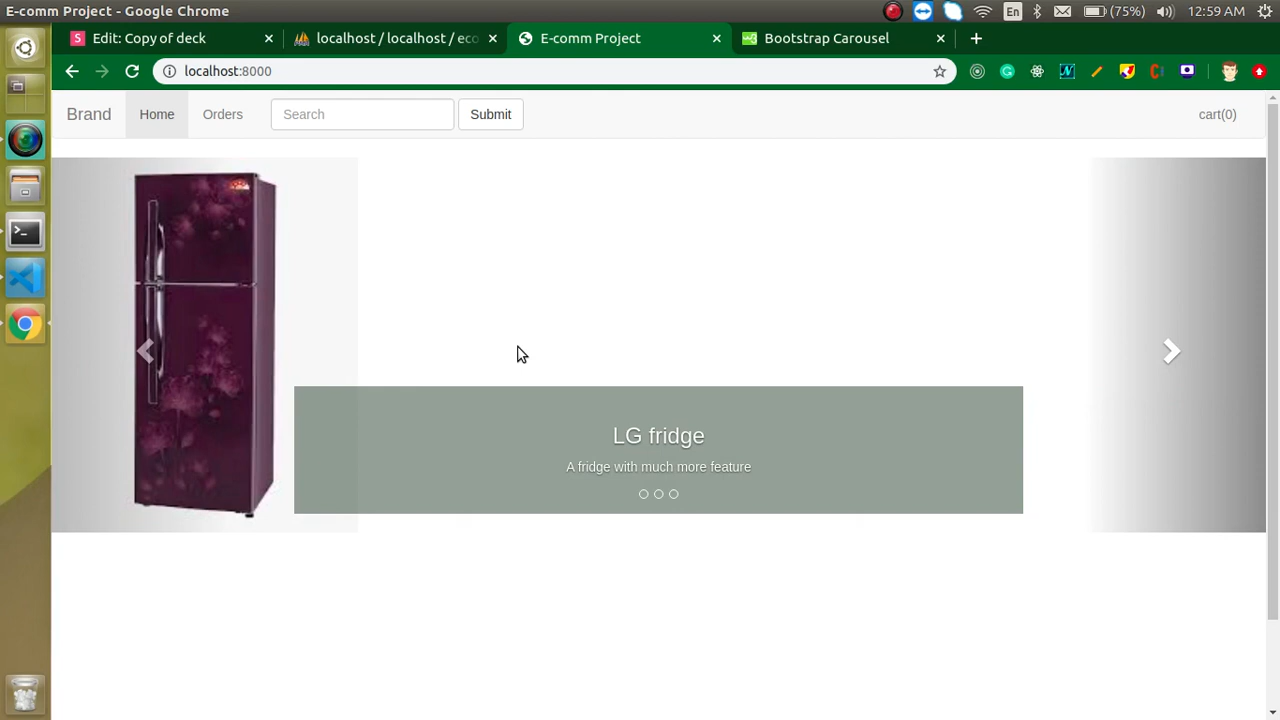 E-comm Project - Google Chrome
En
(75%)
12:59 AM
Edit: Copy of deck
localhost / localhost / eco
E-comm Project
Bootstrap Carousel
localhost:8000
Brand
Home
Orders
Search
Submit
cart(0)
LG fridge
A fridge with much more feature